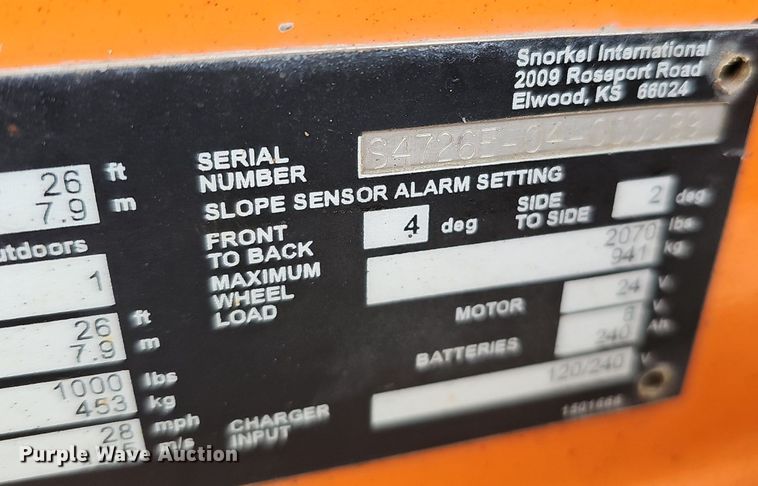 Snorkel International
2009 Roseport Road
Elwood, KS 66024
SERIAL
NUMBER
SLOPE SENSOR ALARM SETTING
FRONT
TO BACK
4 deg
SIDE
TO SIDE
2 deg
MAXIMUM
WHEEL
LOAD
2070 lbs.
941 kg.
MOTOR 24 V.
BATTERIES
8 V.
240 Ah.
CHARGER
INPUT
120/240 V.
26 ft
7.9 m
utdoors
1
26 ft
7.9 m
1000 lbs
453 kg
28 mph
m/s
Purple Wave Auction